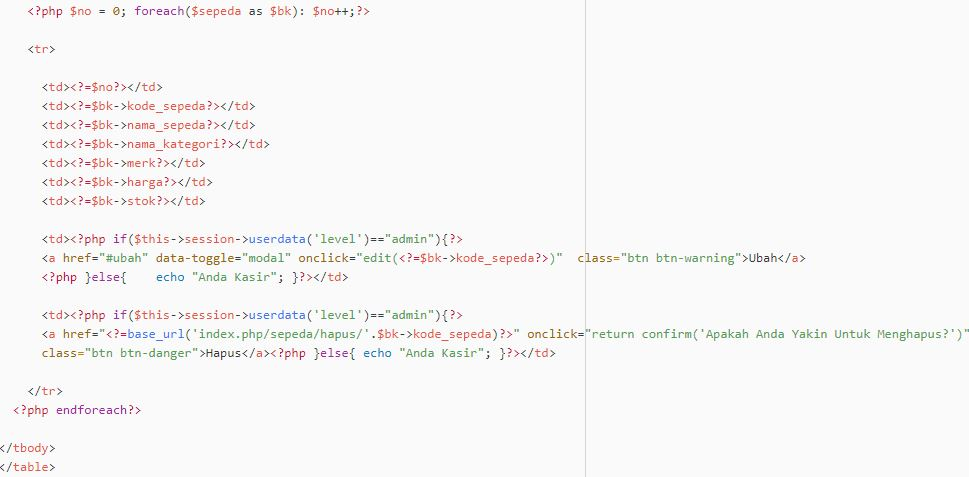 <?php $no = 0; foreach($sepeda as $bk): $no++;?>
<tr>
<td><?=$no?></td>
<td><?=$bk->kode_sepeda?></td>
<td><?=$bk->nama_sepeda?></td>
<td><?=$bk->nama_kategori?></td>
<td><?=$bk->merk?></td>
<td><?=$bk->harga?></td>
<td><?=$bk->stok?></td>
<td><?php if($this->session->userdata('level')=="admin"){?>
<a href="#ubah" data-toggle="modal" onclick="edit(<?=$bk->kode_sepeda?>)"  class="btn btn-warning">Ubah</a>
<?php }else{    echo "Anda Kasir"; }?></td>
<td><?php if($this->session->userdata('level')=="admin"){?>
<a href="<?=base_url('index.php/sepeda/hapus/'.$bk->kode_sepeda)?>" onclick="return confirm('Apakah Anda Yakin Untuk Menghapus?')"
class="btn btn-danger">Hapus</a><?php }else{ echo "Anda Kasir"; }?></td>
</tr>
<?php endforeach?>
</tbody>
</table>